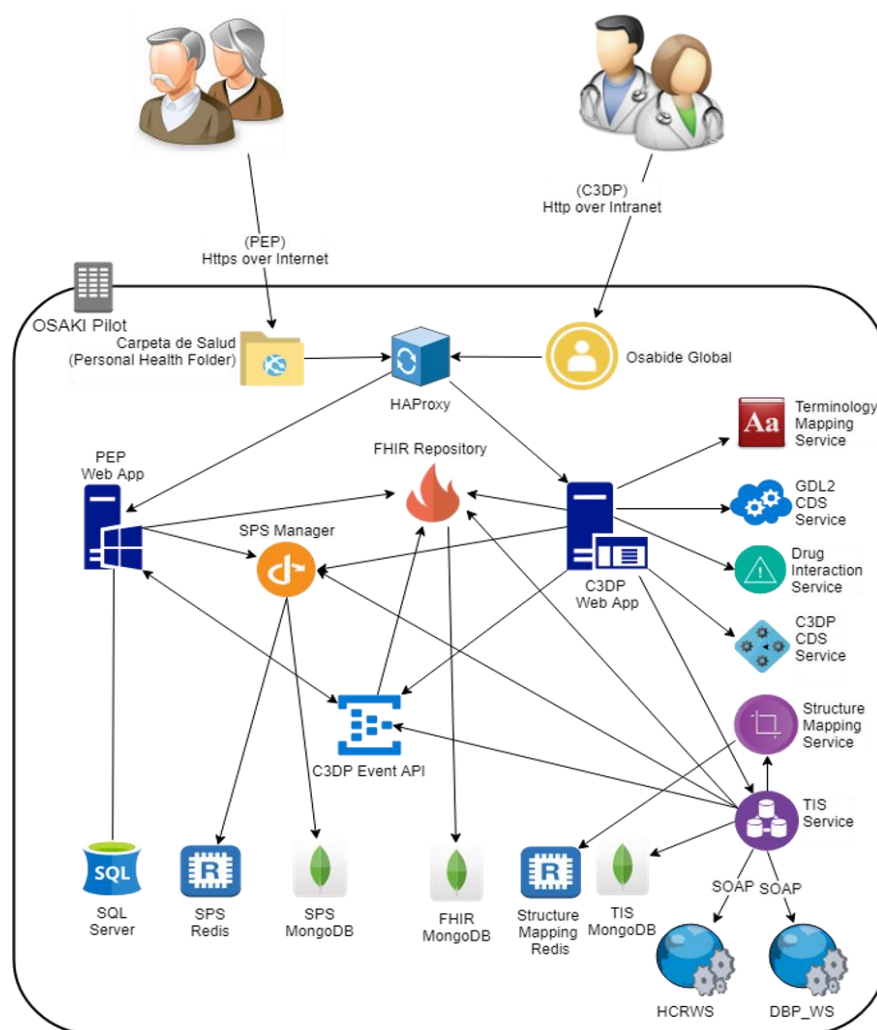 (C3DP)
Http over Intranet
(PEP)
Https over Internet
OSAKI Pilot
Carpeta de Salud
(Personal Health Folder)
Osabide Global
HAProxy
Terminology
Mapping
Service
Aa
PEP
Web App
FHIR Repository
GDL2
CDS
Service
SPS Manager
Drug
Interaction
Service
C3DP
Web App
C3DP
CDS
Service
Structure
Mapping
Service
C3DP Event API
TIS
Service
SQL
SQL
Server
R
SPS
Redis
SPS
MongoDB
FHIR
MongoDB
R
Structure
Mapping
Redis
TIS
MongoDB
SOAP
SOAP
HCRWS
DBP_WS